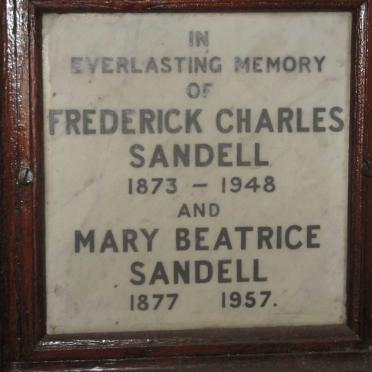 IN
EVERLASTING MEMORY
OF
FREDERICK CHARLES
SANDELL
1873 – 1948
AND
MARY BEATRICE
SANDELL
1877 1957.